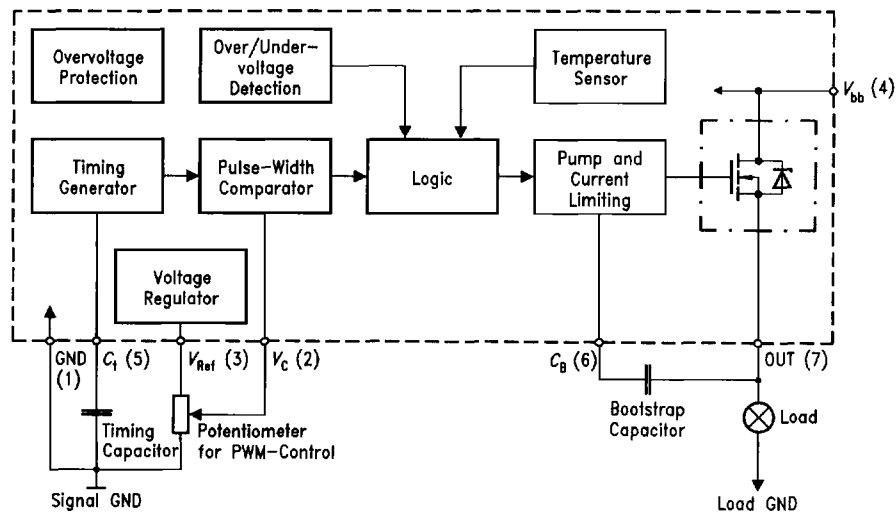 Overvoltage
Protection
Over/Under-
voltage
Detection
Temperature
Sensor
V_bb (4)
Timing
Generator
Pulse-Width
Comparator
Logic
Pump and
Current
Limiting
Voltage
Regulator
GND
(1)
C_t (5)
V_Ref (3)
V_C (2)
C_B (6)
OUT (7)
Timing
Capacitor
Potentiometer
for PWM-Control
Bootstrap
Capacitor
Load
Signal GND
Load GND